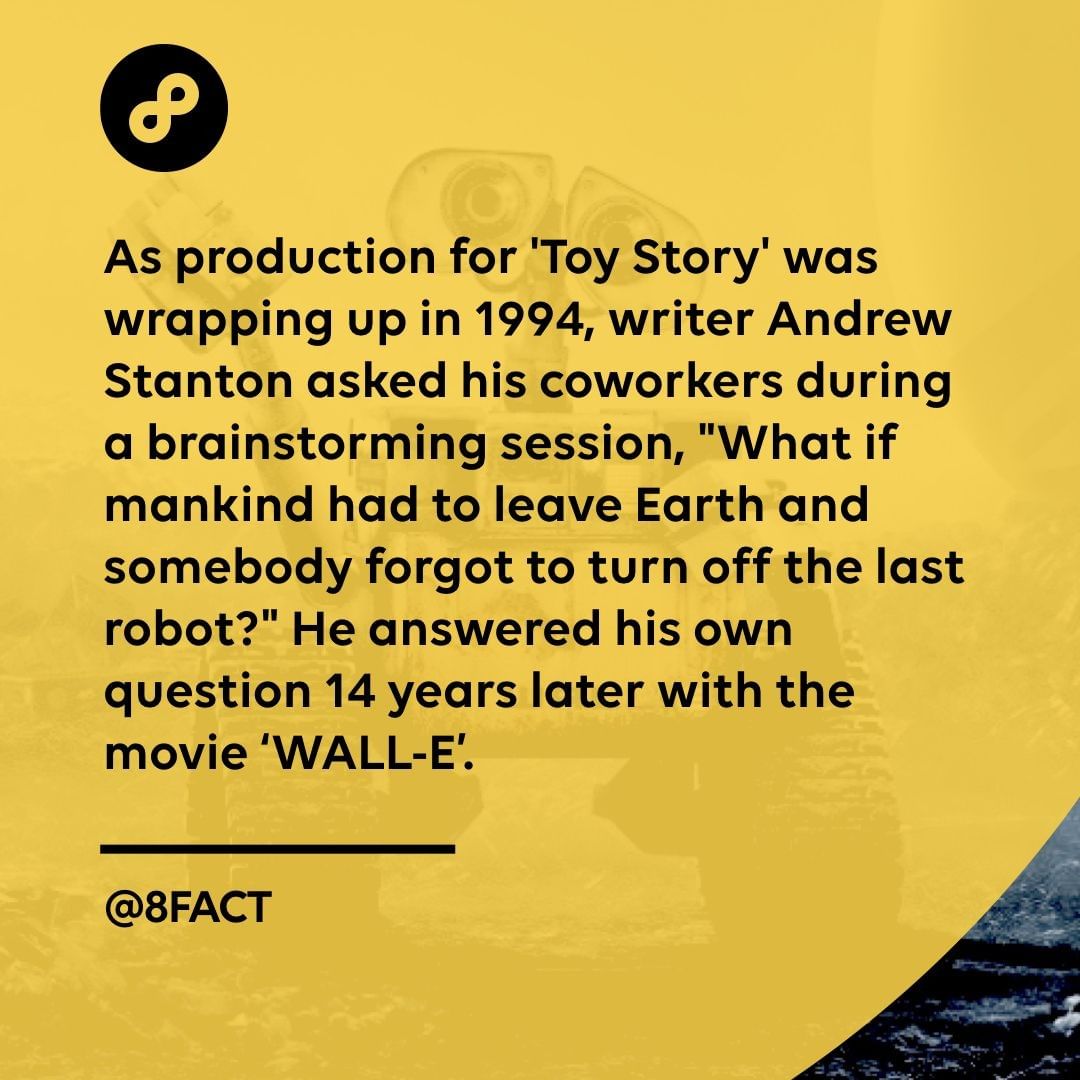 As production for 'Toy Story' was
wrapping up in 1994, writer Andrew
Stanton asked his coworkers during
a brainstorming session, "What if
mankind had to leave Earth and
somebody forgot to turn off the last
robot?" He answered his own
question 14 years later with the
movie ‘WALL-E’.
@8FACT